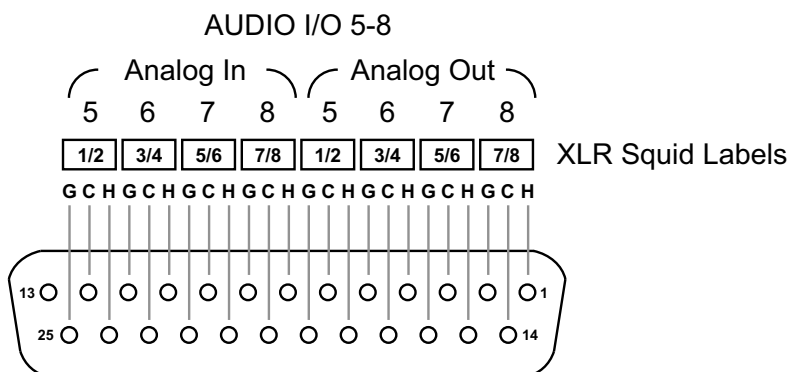 AUDIO I/O 5-8
Analog In Analog Out
5 6 7 8 5 6 7 8
1/2 3/4 5/6 7/8 1/2 3/4 5/6 7/8 XLR Squid Labels
G C H G C H G C H G C H G C H G C H G C H G C H
13 1
25 14